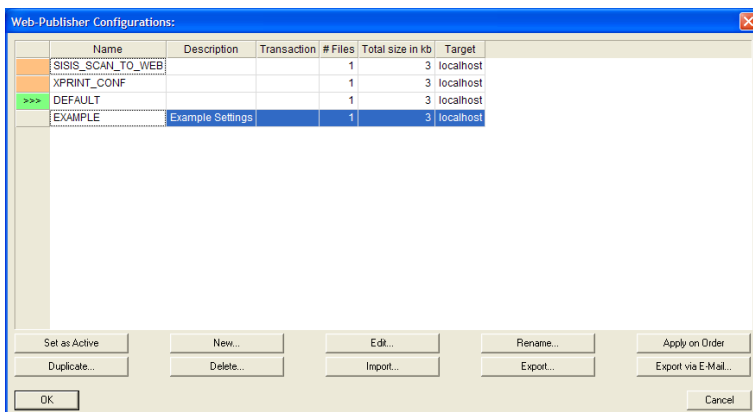 Web-Publisher Configurations:
Name Description Transaction # Files Total size in kb Target
SISIS_SCAN_TO_WEB 1 3 localhost
XPRINT_CONF 1 3 localhost
>>> DEFAULT 1 3 localhost
EXAMPLE Example Settings 1 3 localhost
Set as Active New... Edit... Rename... Apply on Order
Duplicate... Delete... Import... Export... Export via E-Mail...
OK Cancel